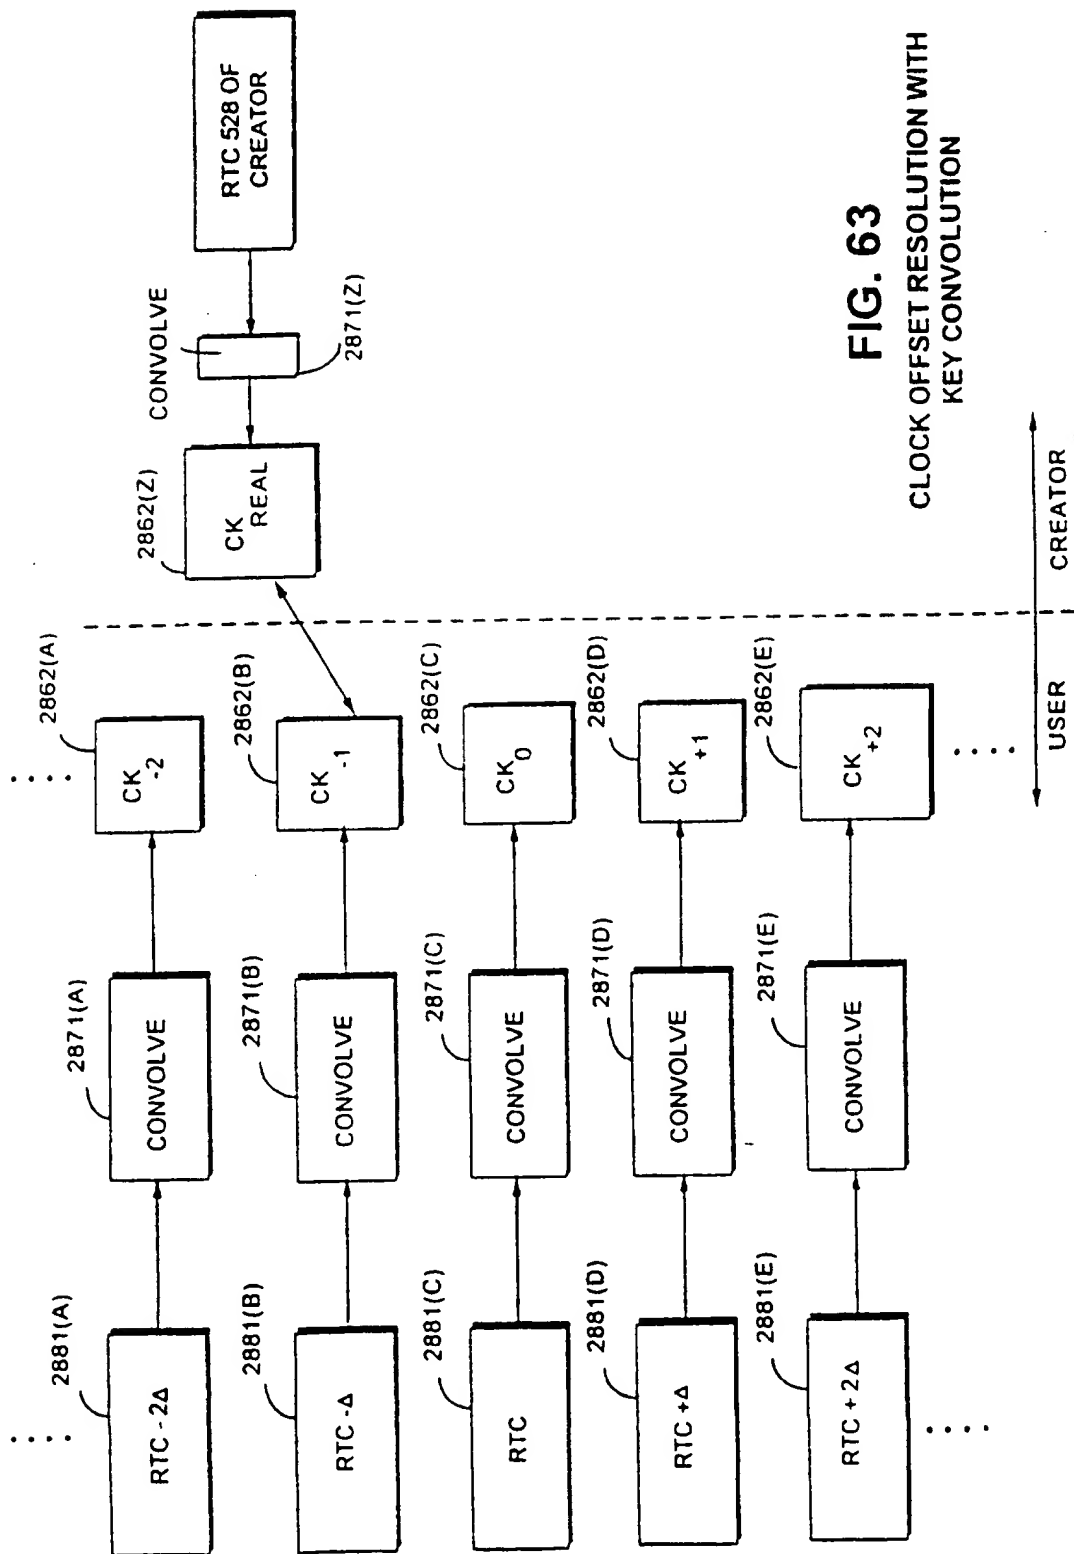 RTC - 2Δ
2881(A)
CONVOLVE
2871(A)
CK -2
2862(A)
RTC -Δ
2881(B)
CONVOLVE
2871(B)
CK -1
2862(B)
RTC
2881(C)
CONVOLVE
2871(C)
CK 0
2862(C)
RTC +Δ
2881(D)
CONVOLVE
2871(D)
CK +1
2862(D)
RTC + 2Δ
2881(E)
CONVOLVE
2871(E)
CK +2
2862(E)
2862(Z)
CK REAL
CONVOLVE
2871(Z)
RTC 528 OF
CREATOR
USER
CREATOR
FIG. 63
CLOCK OFFSET RESOLUTION WITH
KEY CONVOLUTION